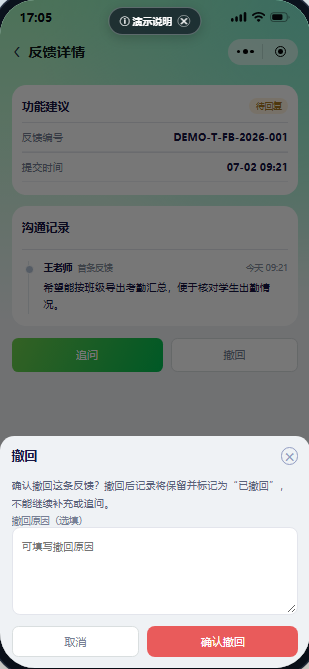 17:05
演示说明
反馈详情
功能建议
待回复
反馈编号 DEMO-T-FB-2026-001
提交时间 07-02 09:21
沟通记录
王老师 首条反馈 今天 09:21
希望能按班级导出考勤汇总，便于核对学生出勤情
况。
追问
撤回
撤回
确认撤回这条反馈？撤回后记录将保留并标记为“已撤回”，
不能继续补充或追问。
撤回原因（选填）
可填写撤回原因
取消
确认撤回